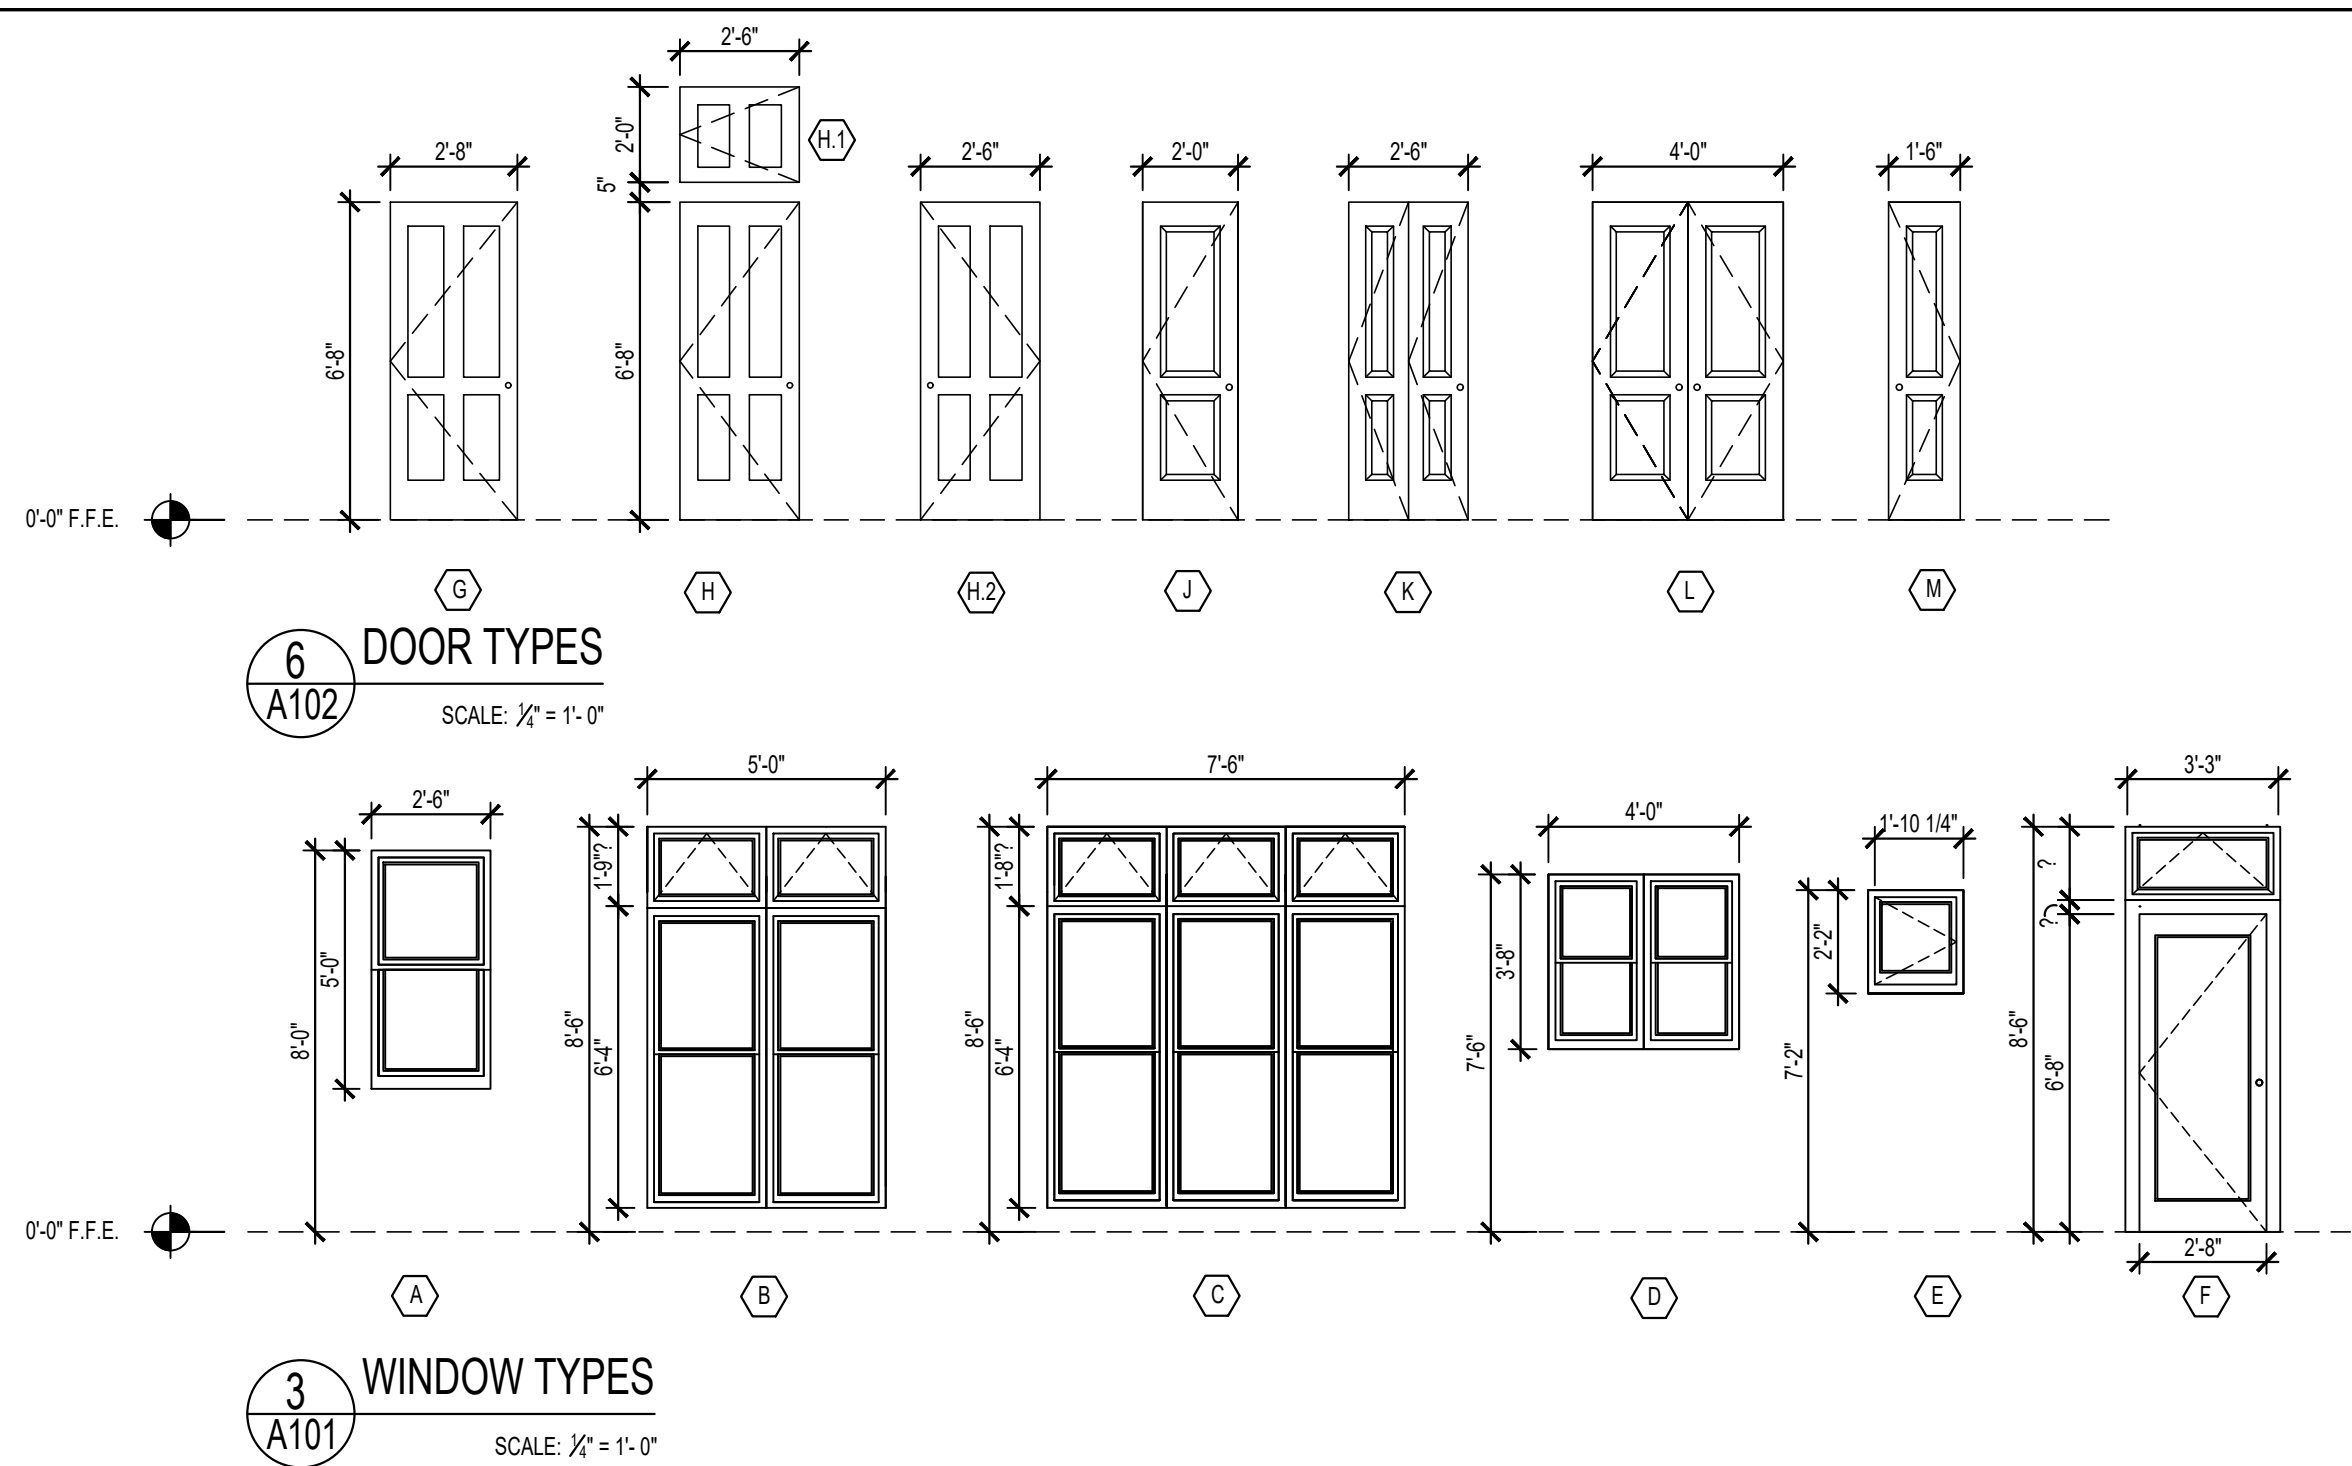 2'-6"
2'-0"
H.1
5"
2'-8"
2'-6"
2'-0"
2'-6"
4'-0"
1'-6"
6'-8"
6'-8"
0'-0" F.F.E.
G
H
H.2
J
K
L
M
6
A102
DOOR TYPES
SCALE: 1/4" = 1'- 0"
2'-6"
5'-0"
7'-6"
4'-0"
1'-10 1/4"
3'-3"
8'-0"
5'-0"
8'-6"
1'-9"?
6'-4"
8'-6"
1'-8"?
6'-4"
7'-6"
3'-8"
7'-2"
2'-2"
8'-6"
?
?
6'-8"
2'-8"
0'-0" F.F.E.
A
B
C
D
E
F
3
A101
WINDOW TYPES
SCALE: 1/4" = 1'- 0"